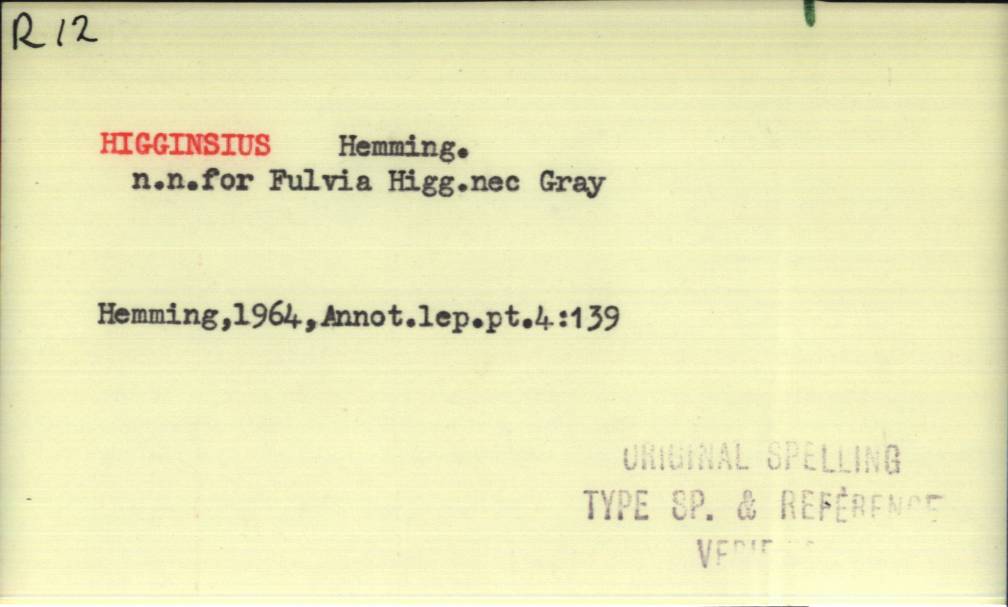 R 12
HIGGINSIUS Hemming.
n.n.for Fulvia Higg.nec Gray
Hemming,1964,Annot.lep.pt.4:139
ORIGINAL SPELLING
TYPE SP. & REFERENCE